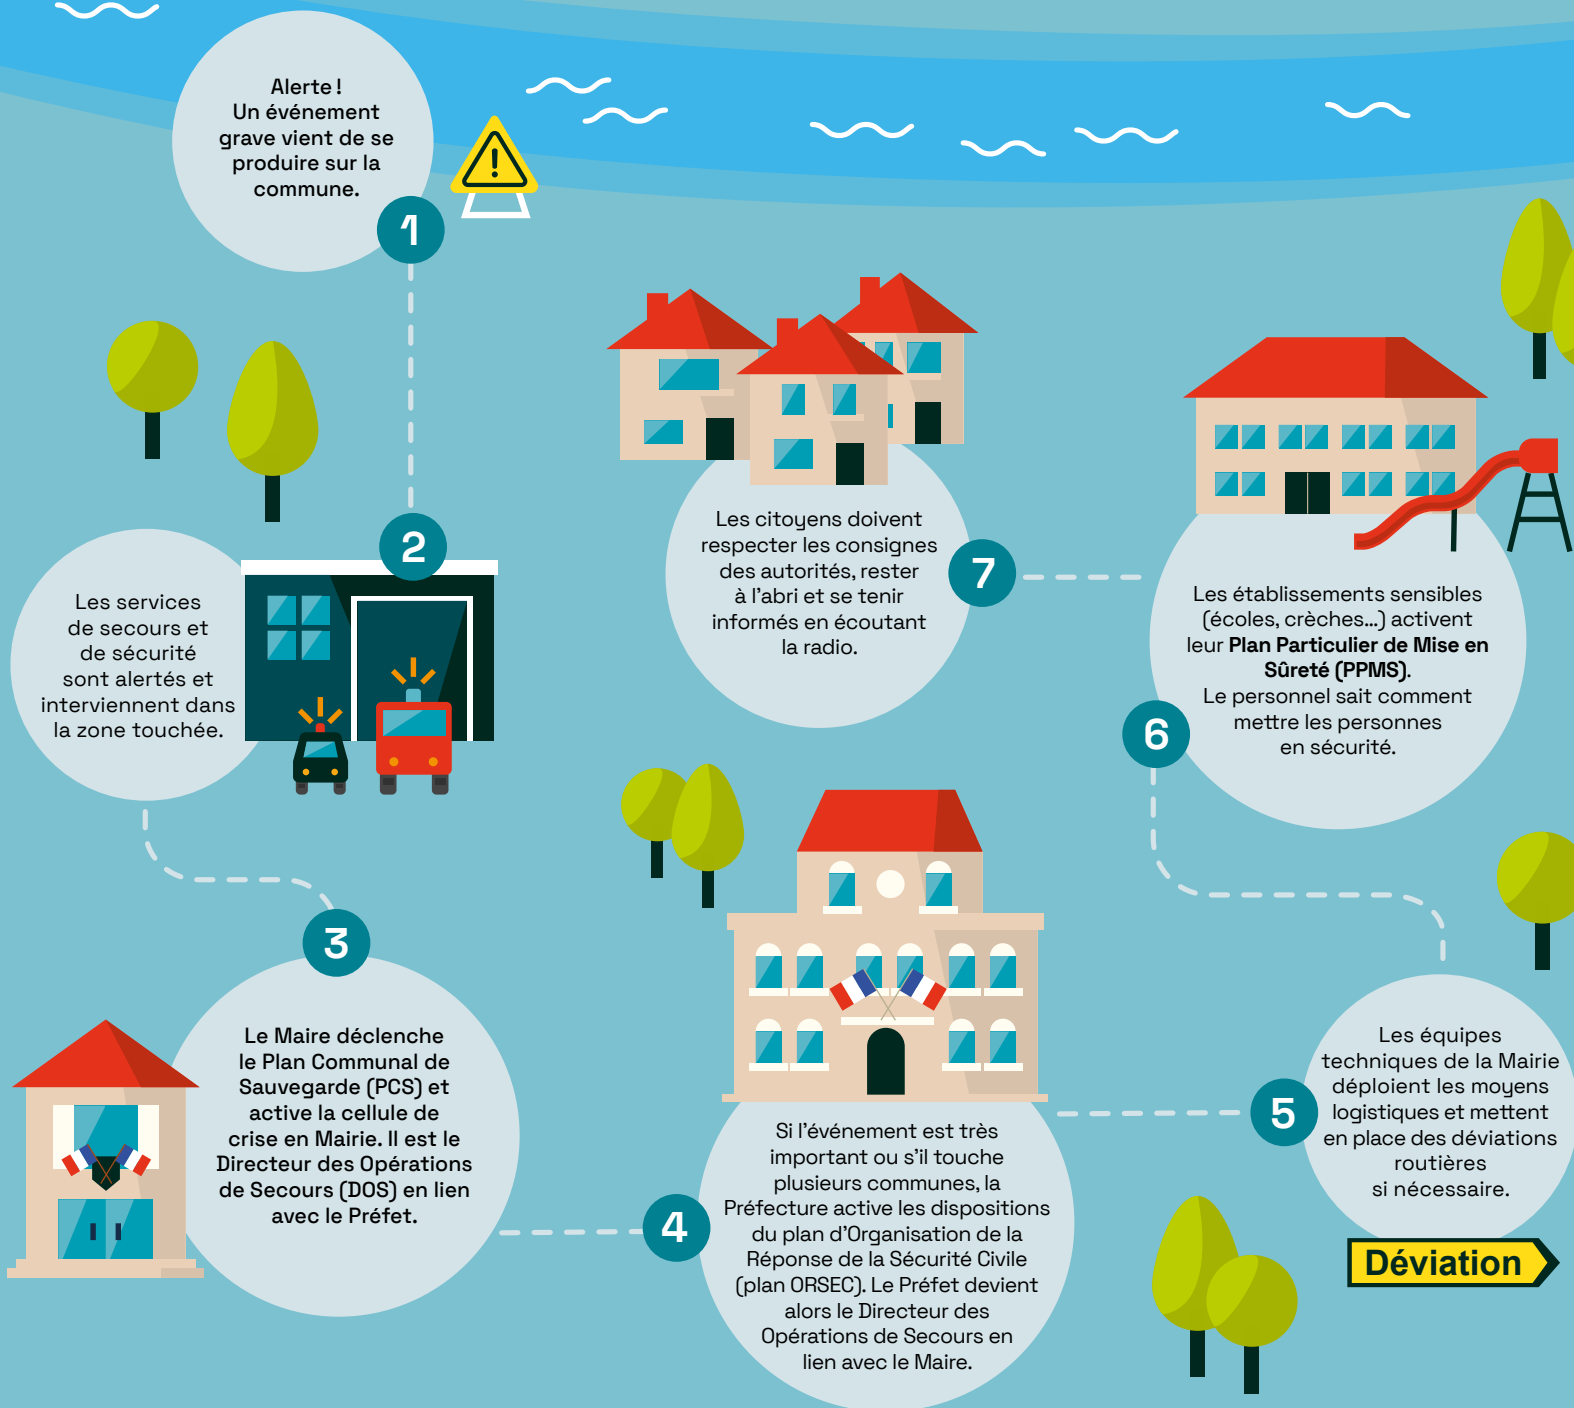 Alerte !
Un événement
grave vient de se
produire sur la
commune.
1
2
Les services
de secours et
de sécurité
sont alertés et
interviennent dans
la zone touchée.
3
Le Maire déclenche
le Plan Communal de
Sauvegarde (PCS) et
active la cellule de
crise en Mairie. Il est le
Directeur des Opérations
de Secours (DOS) en lien
avec le Préfet.
4
Si l'événement est très
important ou s'il touche
plusieurs communes, la
Préfecture active les dispositions
du plan d'Organisation de la
Réponse de la Sécurité Civile
(plan ORSEC). Le Préfet devient
alors le Directeur des
Opérations de Secours en
lien avec le Maire.
5
Les équipes
techniques de la Mairie
déploient les moyens
logistiques et mettent
en place des déviations
routières
si nécessaire.
Déviation
6
Les établissements sensibles
(écoles, crèches...) activent
leur Plan Particulier de Mise en
Sûreté (PPMS).
Le personnel sait comment
mettre les personnes
en sécurité.
7
Les citoyens doivent
respecter les consignes
des autorités, rester
à l'abri et se tenir
informés en écoutant
la radio.